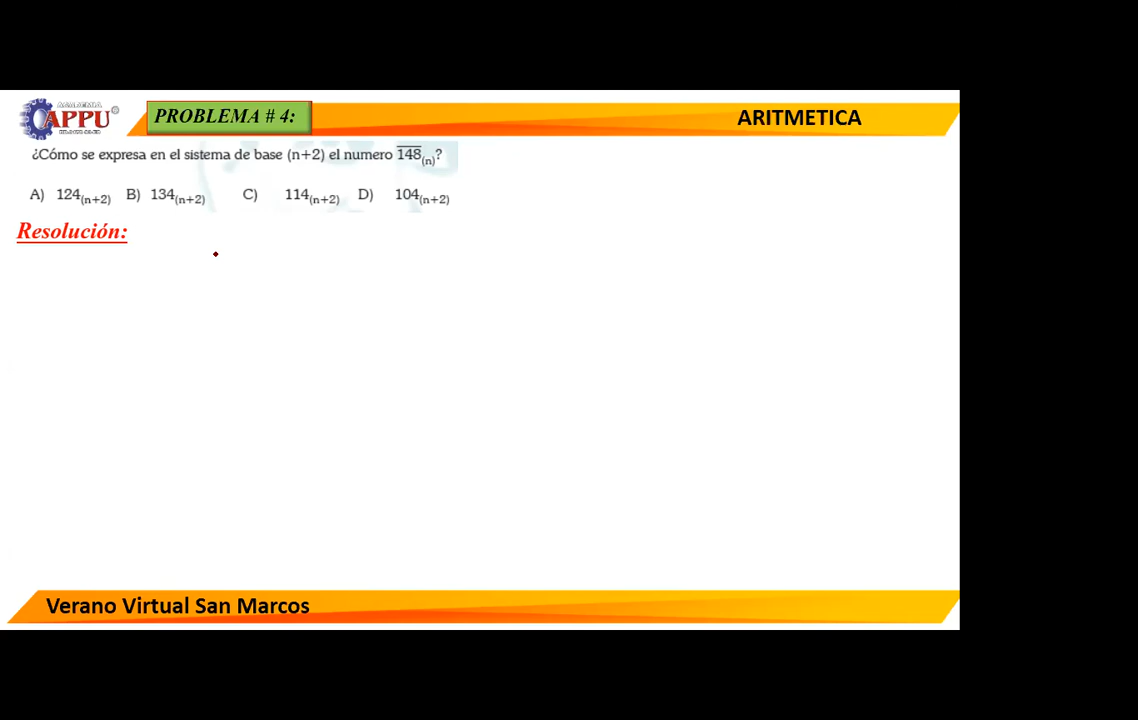 ACADEMIA
APPU®
PROBLEMA # 4:
ARITMETICA
¿Cómo se expresa en el sistema de base (n+2) el numero 148(n)?
A) 124(n+2) B) 134(n+2) C) 114(n+2) D) 104(n+2)
Resolución:
Verano Virtual San Marcos